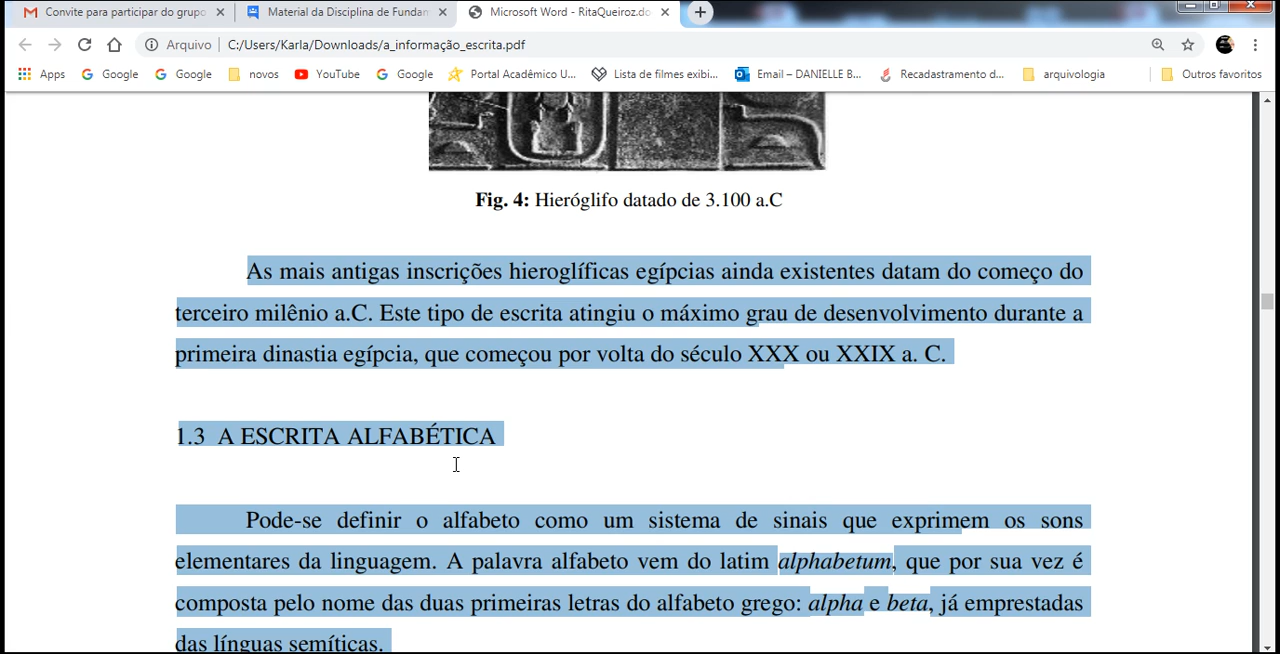 Convite para participar do grupo
Material da Disciplina de Fundam
Microsoft Word - RitaQueiroz.do
Arquivo
C:/Users/Karla/Downloads/a_informação_escrita.pdf
Apps
Google
Google
novos
YouTube
Google
Portal Acadêmico U...
Lista de filmes exibi...
Email – DANIELLE B...
Recadastramento d...
arquivologia
Outros favoritos
Fig. 4: Hieróglifo datado de 3.100 a.C
As mais antigas inscrições hieroglíficas egípcias ainda existentes datam do começo do
terceiro milênio a.C. Este tipo de escrita atingiu o máximo grau de desenvolvimento durante a
primeira dinastia egípcia, que começou por volta do século XXX ou XXIX a. C.
1.3 A ESCRITA ALFABÉTICA
Pode-se definir o alfabeto como um sistema de sinais que exprimem os sons
elementares da linguagem. A palavra alfabeto vem do latim alphabetum, que por sua vez é
composta pelo nome das duas primeiras letras do alfabeto grego: alpha e beta, já emprestadas
das línguas semíticas.